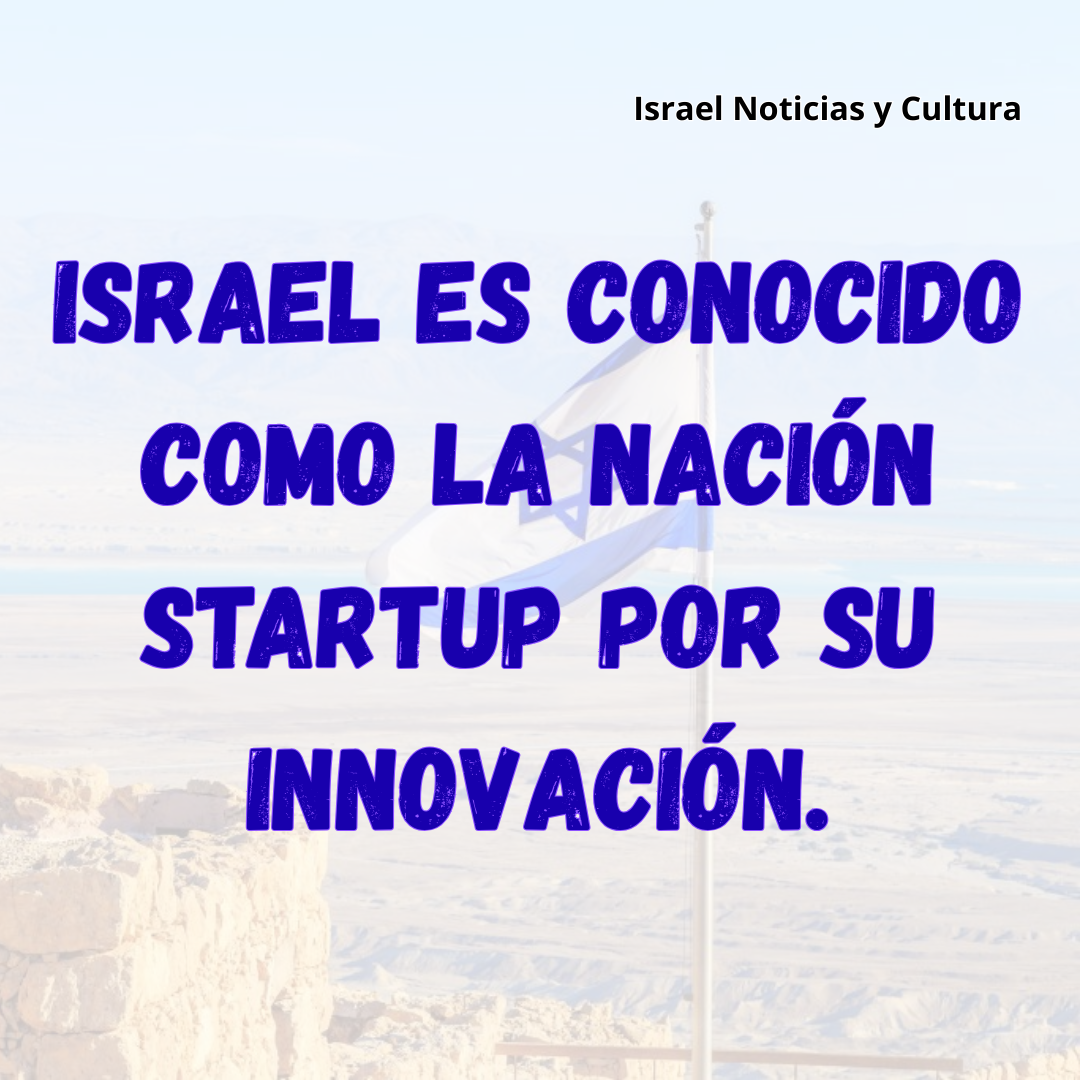 Israel Noticias y Cultura
ISRAEL ES CONOCIDO
COMO LA NACIÓN
STARTUP POR SU
INNOVACIÓN.